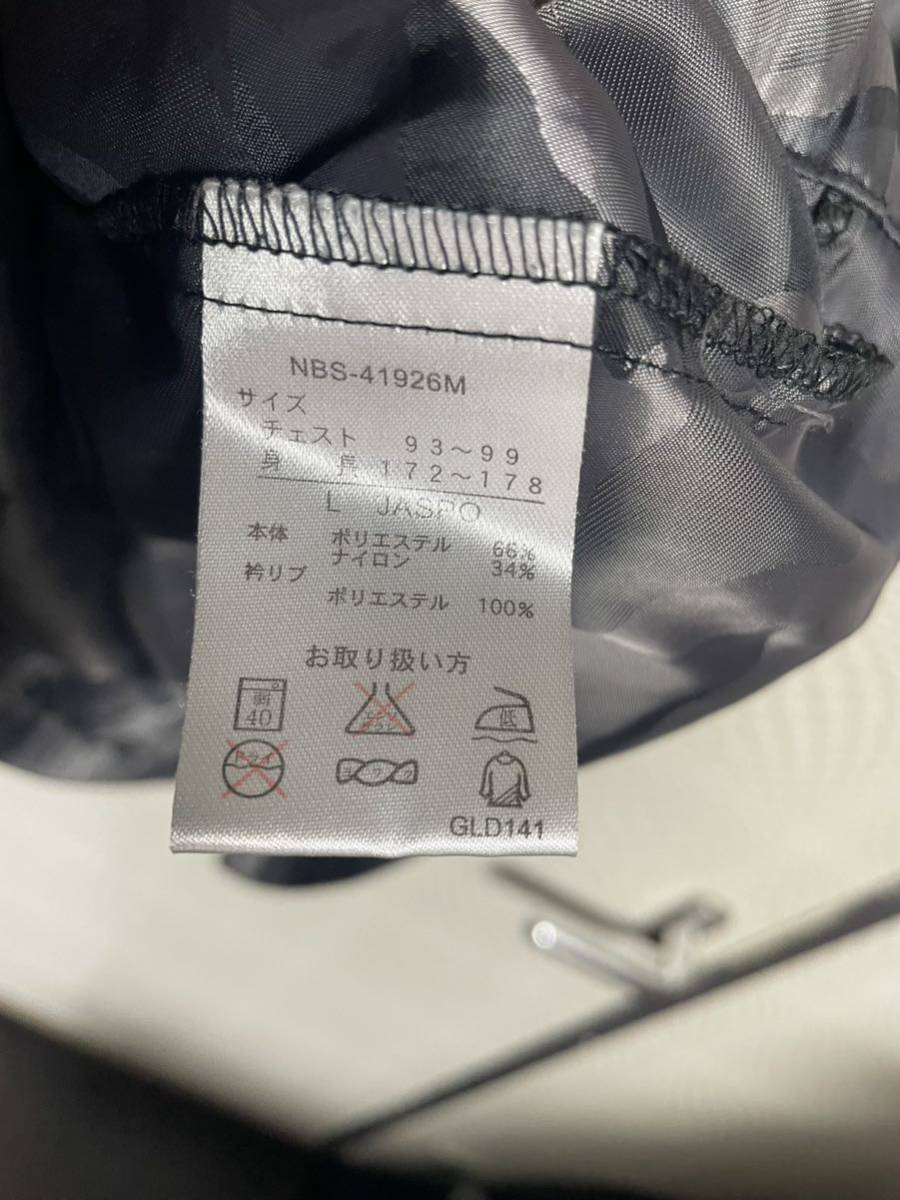 NBS-41926M
サイズ
チェスト 93〜99
身長 172〜178
L JASPO
本体 ポリエステル 66%
ナイロン 34%
衿リブ
ポリエステル 100%
お取り扱い方
40 低
GLD141